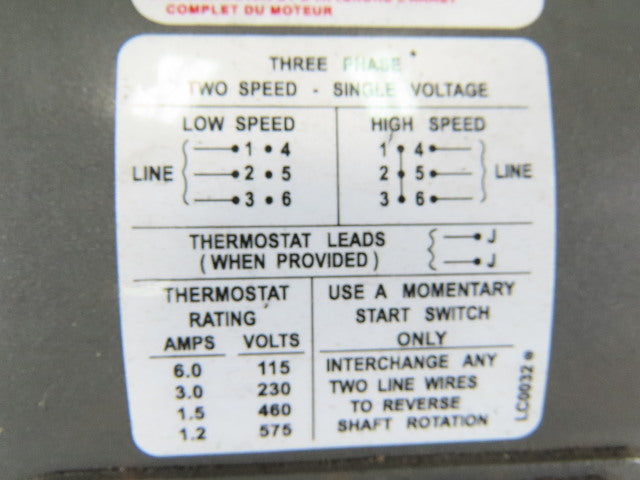 COMPLET DU MOTEUR
THREE PHASE
TWO SPEED - SINGLE VOLTAGE
LOW SPEED
LINE
1 4
2 5
3 6
HIGH SPEED
1 4
2 5
3 6
LINE
THERMOSTAT LEADS
(WHEN PROVIDED)
J
J
THERMOSTAT
RATING
AMPS VOLTS
6.0 115
3.0 230
1.5 460
1.2 575
USE A MOMENTARY
START SWITCH
ONLY
INTERCHANGE ANY
TWO LINE WIRES
TO REVERSE
SHAFT ROTATION
LC0032